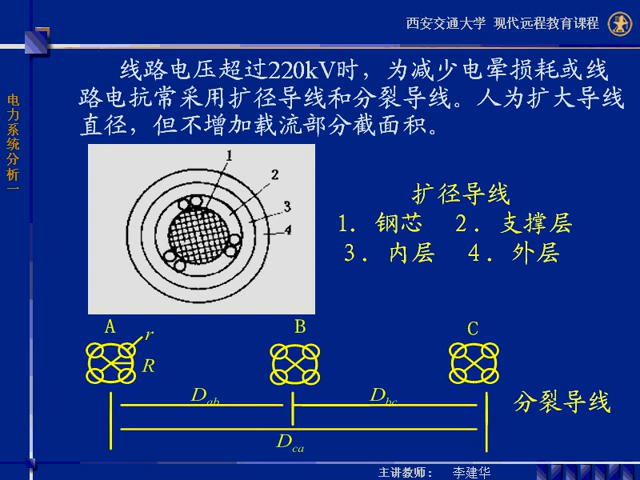 西安交通大学 现代远程教育课程
电力系统分析一
线路电压超过220kV时，为减少电晕损耗或线
路电抗常采用扩径导线和分裂导线。人为扩大导线
直径，但不增加载流部分截面积。
1
2
3
4
扩径导线
1. 钢芯 2. 支撑层
3. 内层 4. 外层
A B C
r
R
Dab Dbc
分裂导线
Dca
主讲教师： 李建华